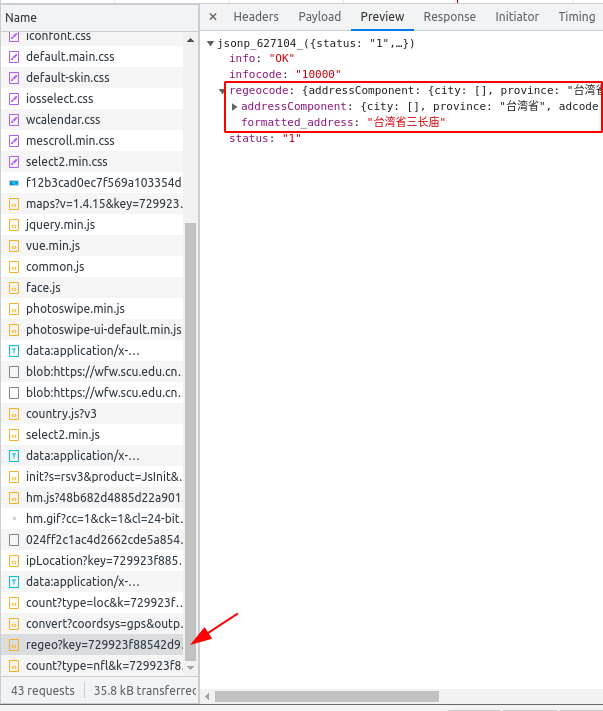 Name
Headers Payload Preview Response Initiator Timing
iconfont.css
default.main.css
default-skin.css
iosselect.css
wcalendar.css
mescroll.min.css
select2.min.css
f12b3cad0ec7f569a103354d
maps?v=1.4.15&key=729923.
jquery.min.js
vue.min.js
common.js
face.js
photoswipe.min.js
photoswipe-ui-default.min.js
data:application/x-…
blob:https://wfw.scu.edu.cn…
blob:https://wfw.scu.edu.cn…
country.js?v3
select2.min.js
data:application/x-…
init?s=rsv3&product=JsInit&.
hm.js?48b682d4885d22a901
hm.gif?cc=1&ck=1&cl=24-bit.
024ff2c1ac4d2662cde5a854.
ipLocation?key=729923f885.
data:application/x-…
count?type=loc&k=729923f.
convert?coordsys=gps&outp.
regeo?key=729923f88542d9.
count?type=nfl&k=729923f8.
43 requests 35.8 kB transferred
jsonp_627104_({status: "1",…})
info: "OK"
infocode: "10000"
regeocode: {addressComponent: {city: [], province: "台湾省
addressComponent: {city: [], province: "台湾省", adcode
formatted_address: "台湾省三长庙"
status: "1"